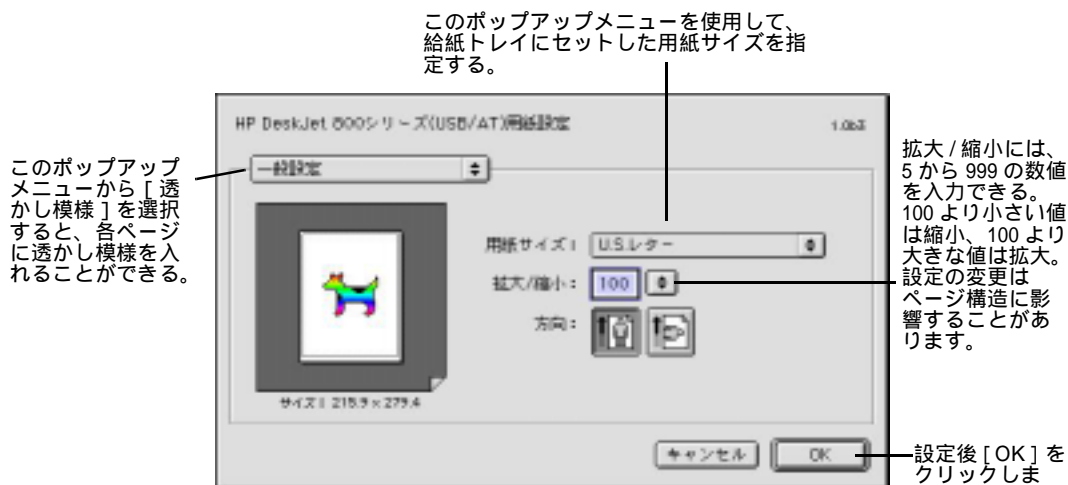 このポップアップメニューを使用して、
給紙トレイにセットした用紙サイズを指
定する。
HP DeskJet 800シリーズ(USB/AT)用紙設定
1.0b3
このポップアップ
メニューから [ 透
かし模様 ] を選択
すると、各ページ
に透かし模様を入
れることができる。
一般設定
用紙サイズ: U.S.レター
拡大/縮小: 100
方向:
サイズ: 215.9 x 279.4
拡大 / 縮小には、
5 から 999 の数値
を入力できる。
100 より小さい値
は縮小、100 より
大きな値は拡大。
設定の変更は
ページ構造に影
響することがあ
ります。
キャンセル
OK
設定後 [ OK ] を
クリックしま